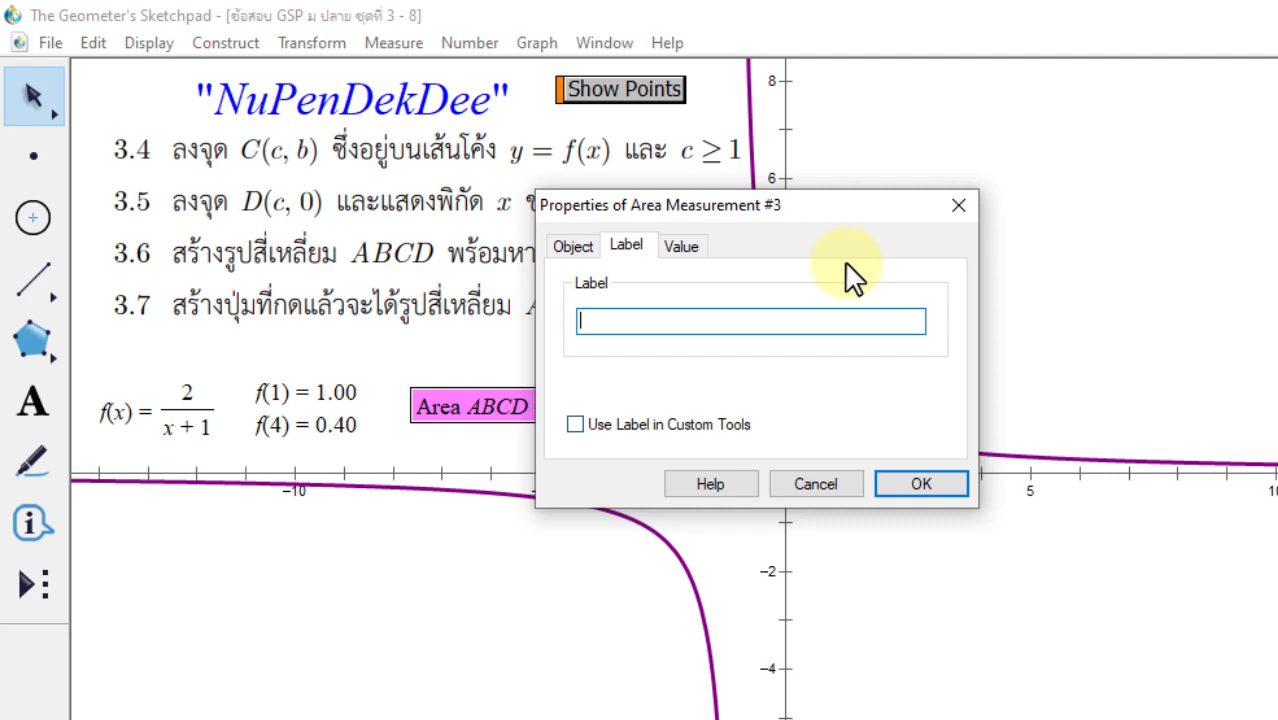 The Geometer's Sketchpad - [ข้อสอบ GSP ม ปลาย ชุดที่ 3 - 8]
File Edit Display Construct Transform Measure Number Graph Window Help
"NuPenDekDee"
Show Points
3.4 ลงจุด C(c, b) ซึ่งอยู่บนเส้นโค้ง y = f(x) และ c ≥ 1
3.5 ลงจุด D(c, 0) และแสดงพิกัด x
3.6 สร้างรูปสี่เหลี่ยม ABCD พร้อมหา
3.7 สร้างปุ่มที่กดแล้วจะได้รูปสี่เหลี่ยม
Properties of Area Measurement #3
Object Label Value
Label
Use Label in Custom Tools
Help Cancel OK
f(x) = 2 / (x + 1)
f(1) = 1.00
f(4) = 0.40
Area ABCD
8
6
-10
5
10
-2
-4
A